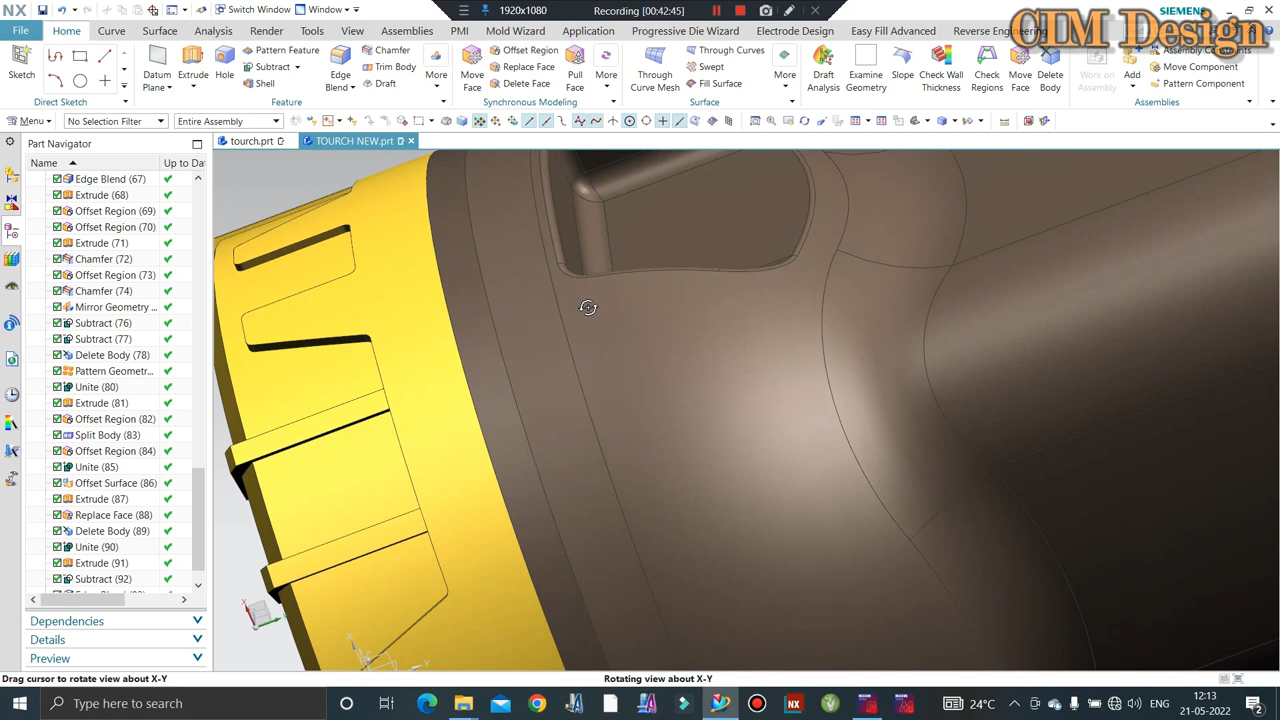 NX
Switch Window
Window
1920x1080
Recording [00:42:45]
SIEMENS
CIM Design
File
Home
Curve
Surface
Analysis
Render
Tools
View
Assemblies
PMI
Mold Wizard
Application
Progressive Die Wizard
Electrode Design
Easy Fill Advanced
Reverse Engineering
Sketch
Direct Sketch
Datum Plane
Extrude
Hole
Pattern Feature
Subtract
Shell
Edge Blend
Chamfer
Trim Body
Draft
More
Feature
Move Face
Offset Region
Replace Face
Delete Face
Pull Face
More
Synchronous Modeling
Through Curve Mesh
Through Curves
Swept
Fill Surface
More
Surface
Draft Analysis
Examine Geometry
Slope
Check Wall Thickness
Check Regions
Move Face
Delete Body
Work on Assembly
Add
Assembly Constraints
Move Component
Pattern Component
Assemblies
Menu
No Selection Filter
Entire Assembly
Part Navigator
tourch.prt
TOURCH NEW.prt
Name
Up to Da
Edge Blend (67)
Extrude (68)
Offset Region (69)
Offset Region (70)
Extrude (71)
Chamfer (72)
Offset Region (73)
Chamfer (74)
Mirror Geometry ...
Subtract (76)
Subtract (77)
Delete Body (78)
Pattern Geomet...
Unite (80)
Extrude (81)
Offset Region (82)
Split Body (83)
Offset Region (84)
Unite (85)
Offset Surface (86)
Extrude (87)
Replace Face (88)
Delete Body (89)
Unite (90)
Extrude (91)
Subtract (92)
Dependencies
Details
Preview
X
Y
Drag cursor to rotate view about X-Y
Rotating view about X-Y
Type here to search
24°C
ENG
12:13
21-05-2022
2